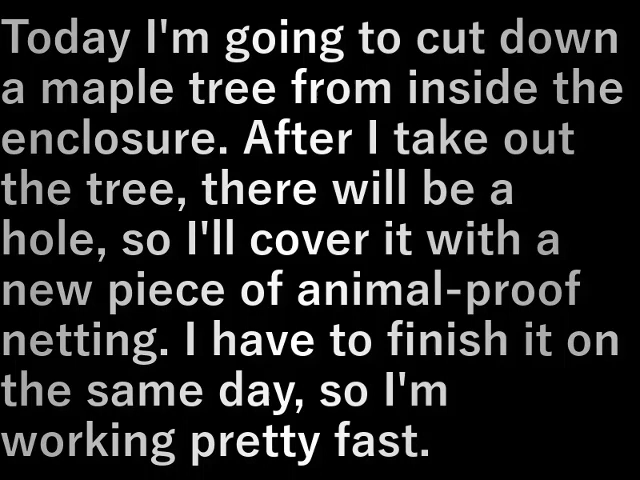 Today I'm going to cut down
a maple tree from inside the
enclosure. After I take out
the tree, there will be a
hole, so I'll cover it with a
new piece of animal-proof
netting. I have to finish it on
the same day, so I'm
working pretty fast.